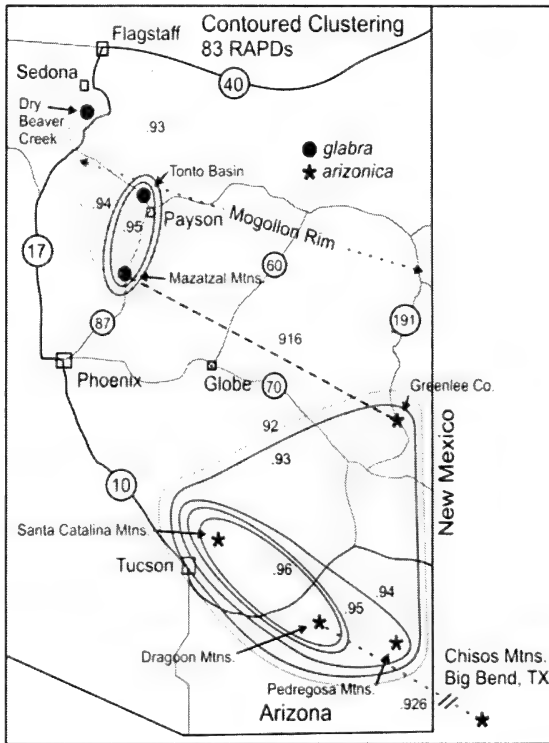 Contoured Clustering
83 RAPDs
Flagstaff
Sedona
40
Dry
Beaver
Creek
.93
glabra
arizonica
Tonto Basin
.94
.95
Payson
Mogollon Rim
17
60
Mazatzal Mtns.
87
916
191
Phoenix
Globe
70
Greenlee Co.
.92
.93
New Mexico
10
Santa Catalina Mtns.
Tucson
.96
.94
.95
Dragoon Mtns.
Pedregosa Mtns.
Chisos Mtns.
Big Bend, TX
.926
Arizona